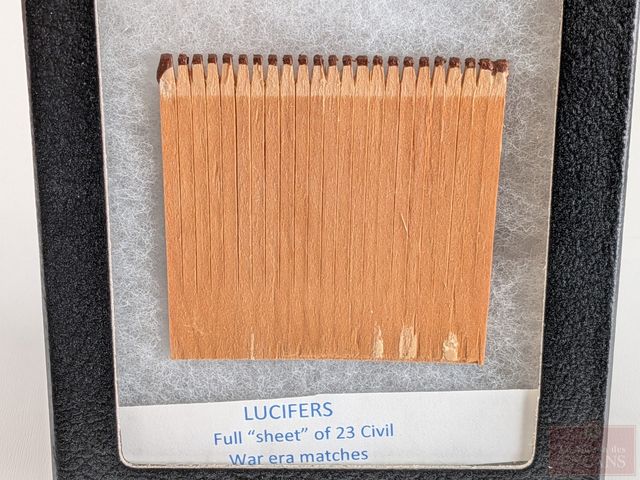 LUCIFERS
Full “sheet” of 23 Civil
War era matches